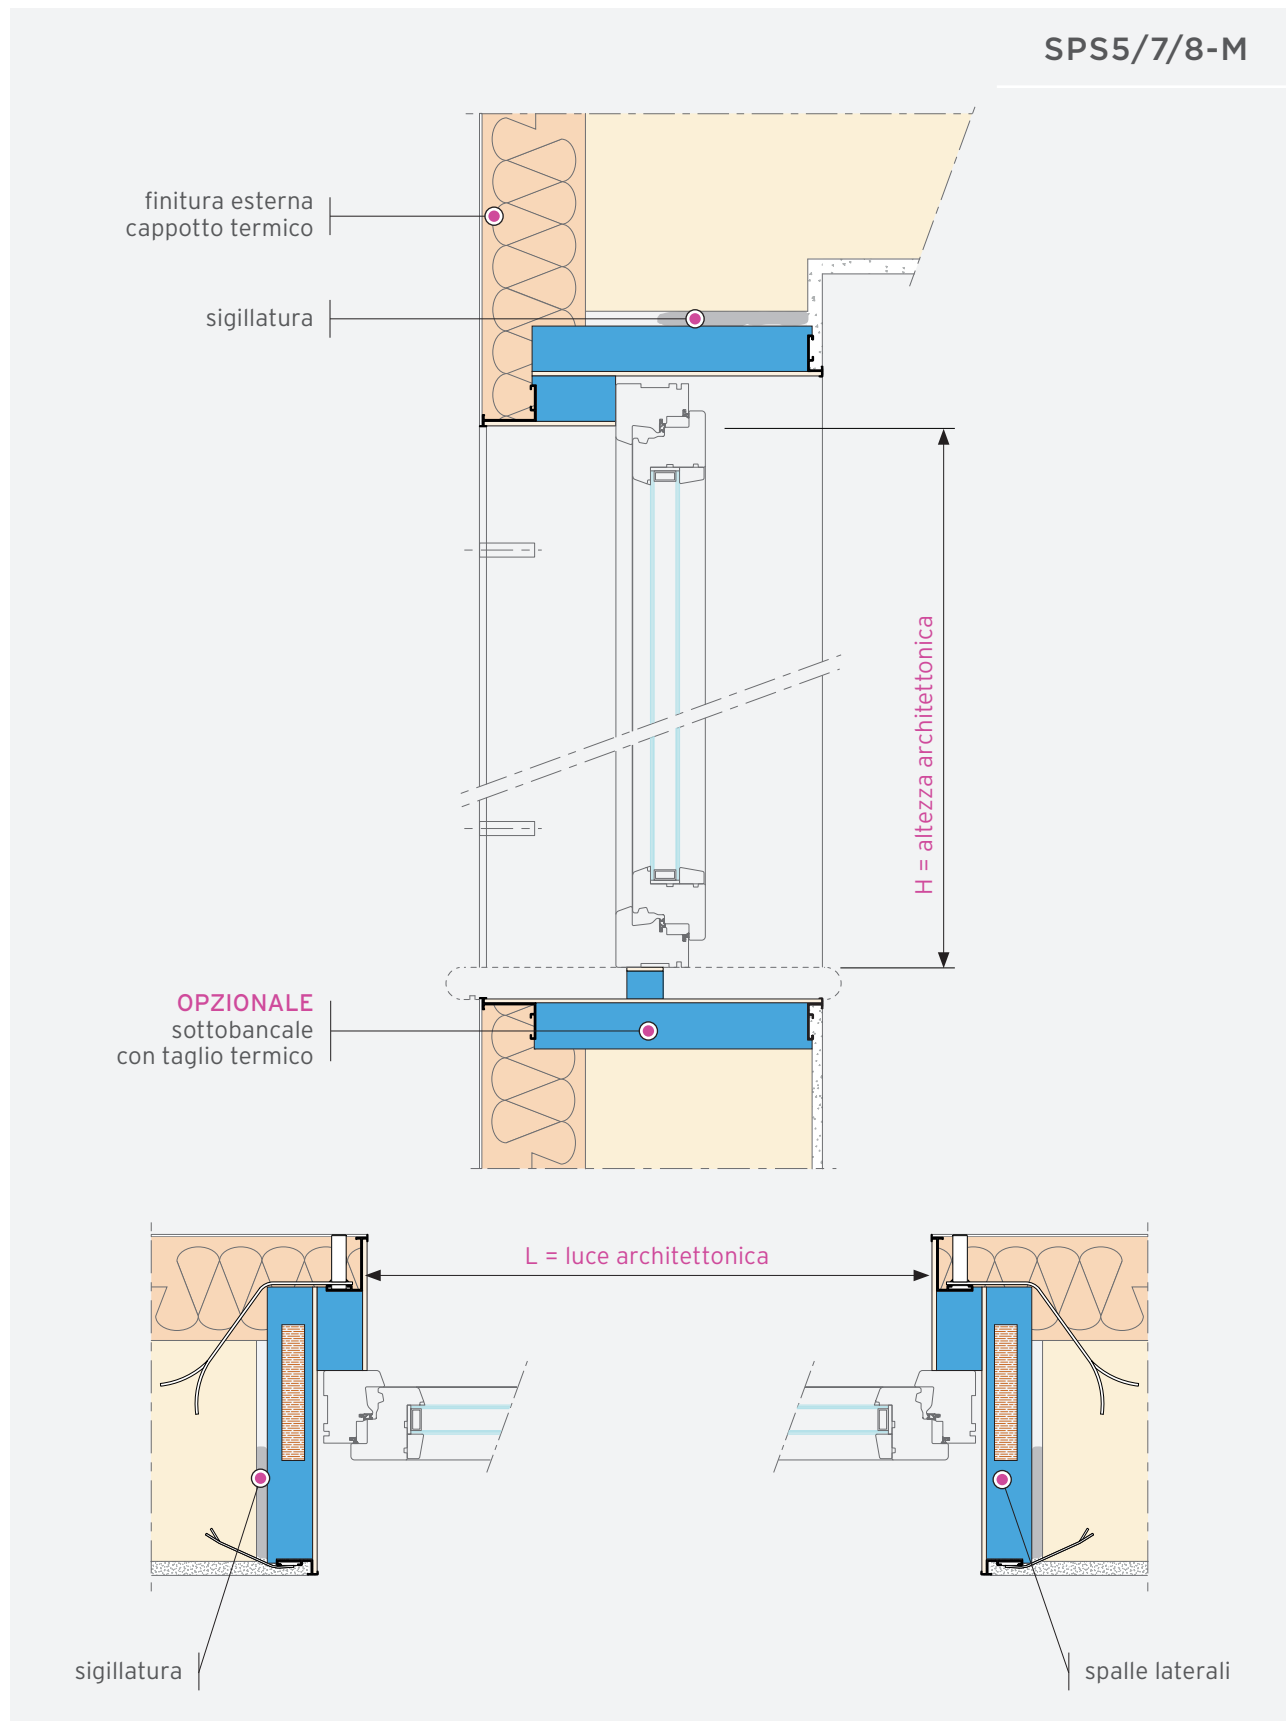 SPS5/7/8-M
finitura esterna
cappotto termico
sigillatura
H = altezza architettonica
OPZIONALE
sottobancale
con taglio termico
L = luce architettonica
sigillatura
spalle laterali